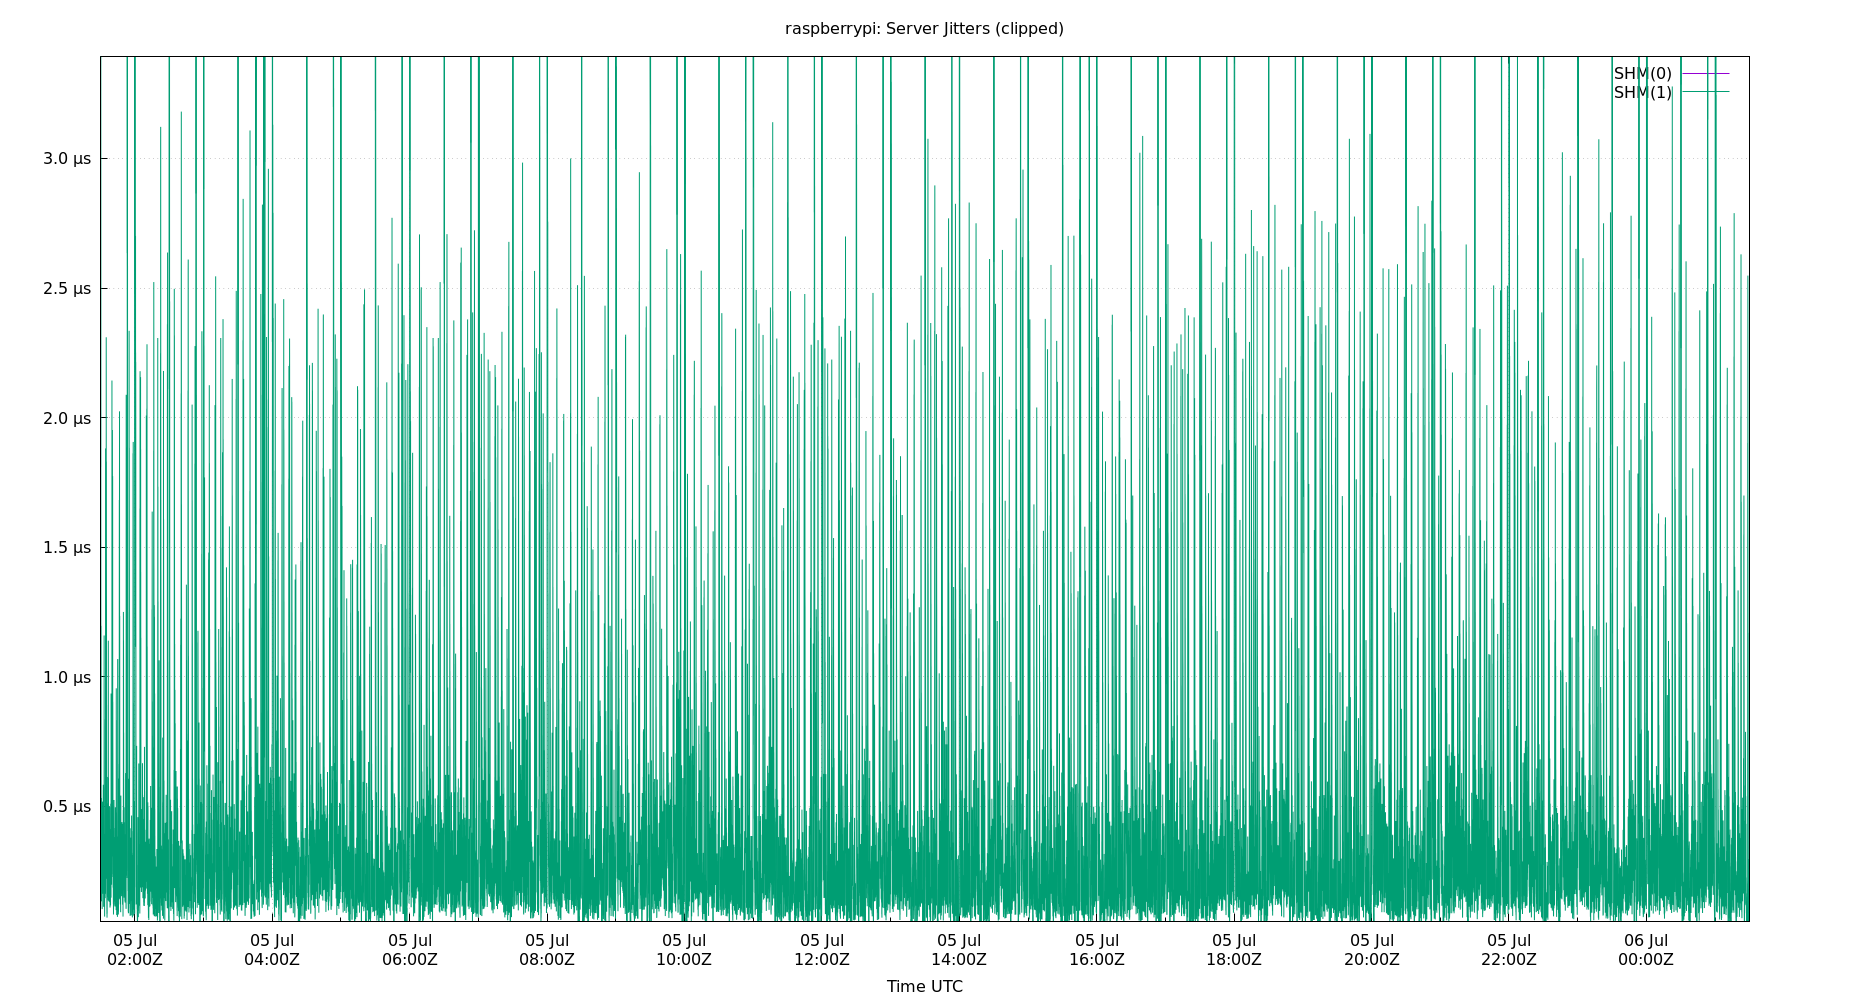 raspberrypi: Server Jitters (clipped)
SHM(0)
SHM(1)
3.0 µs
2.5 µs
2.0 µs
1.5 µs
1.0 µs
0.5 µs
05 Jul 05 Jul 05 Jul 05 Jul 05 Jul 05 Jul 05 Jul 05 Jul 05 Jul 05 Jul 05 Jul 06 Jul
02:00Z 04:00Z 06:00Z 08:00Z 10:00Z 12:00Z 14:00Z 16:00Z 18:00Z 20:00Z 22:00Z 00:00Z
Time UTC